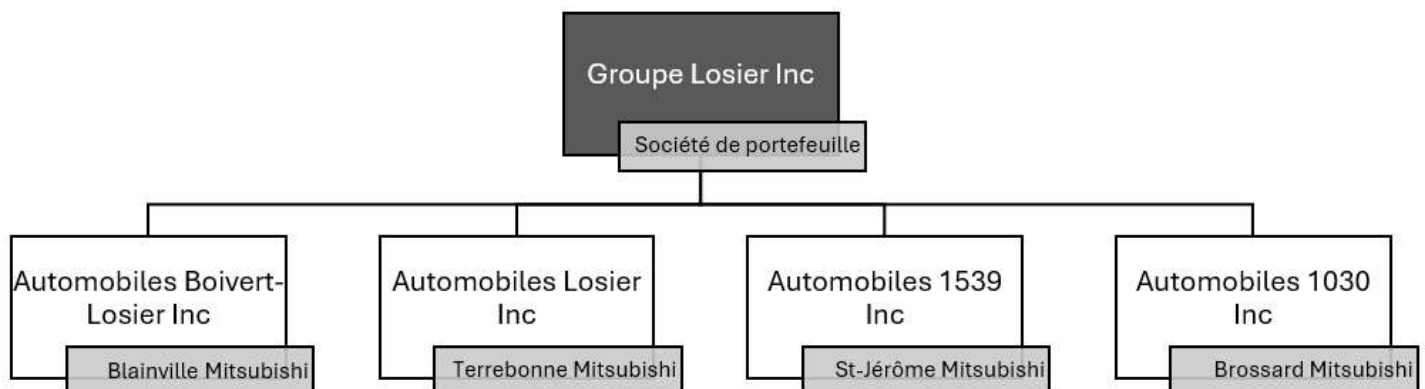 Groupe Losier Inc
Société de portefeuille
Automobiles Boivert-
Losier Inc
Blainville Mitsubishi
Automobiles Losier
Inc
Terrebonne Mitsubishi
Automobiles 1539
Inc
St-Jérôme Mitsubishi
Automobiles 1030
Inc
Brossard Mitsubishi